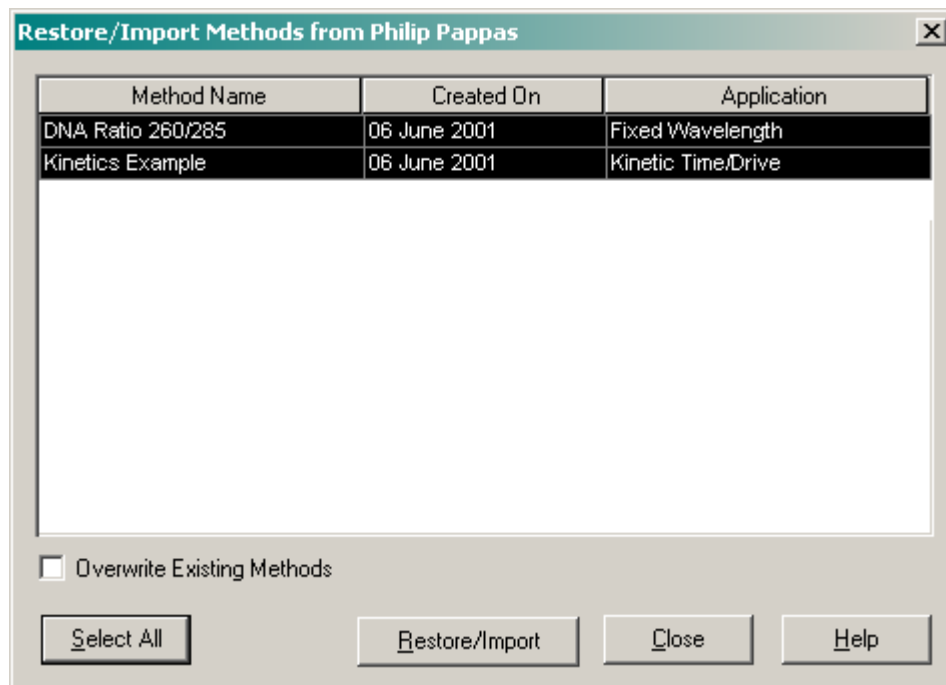 Restore/Import Methods from Philip Pappas
Method Name Created On Application
DNA Ratio 260/285 06 June 2001 Fixed Wavelength
Kinetics Example 06 June 2001 Kinetic Time/Drive
Overwrite Existing Methods
Select All Restore/Import Close Help